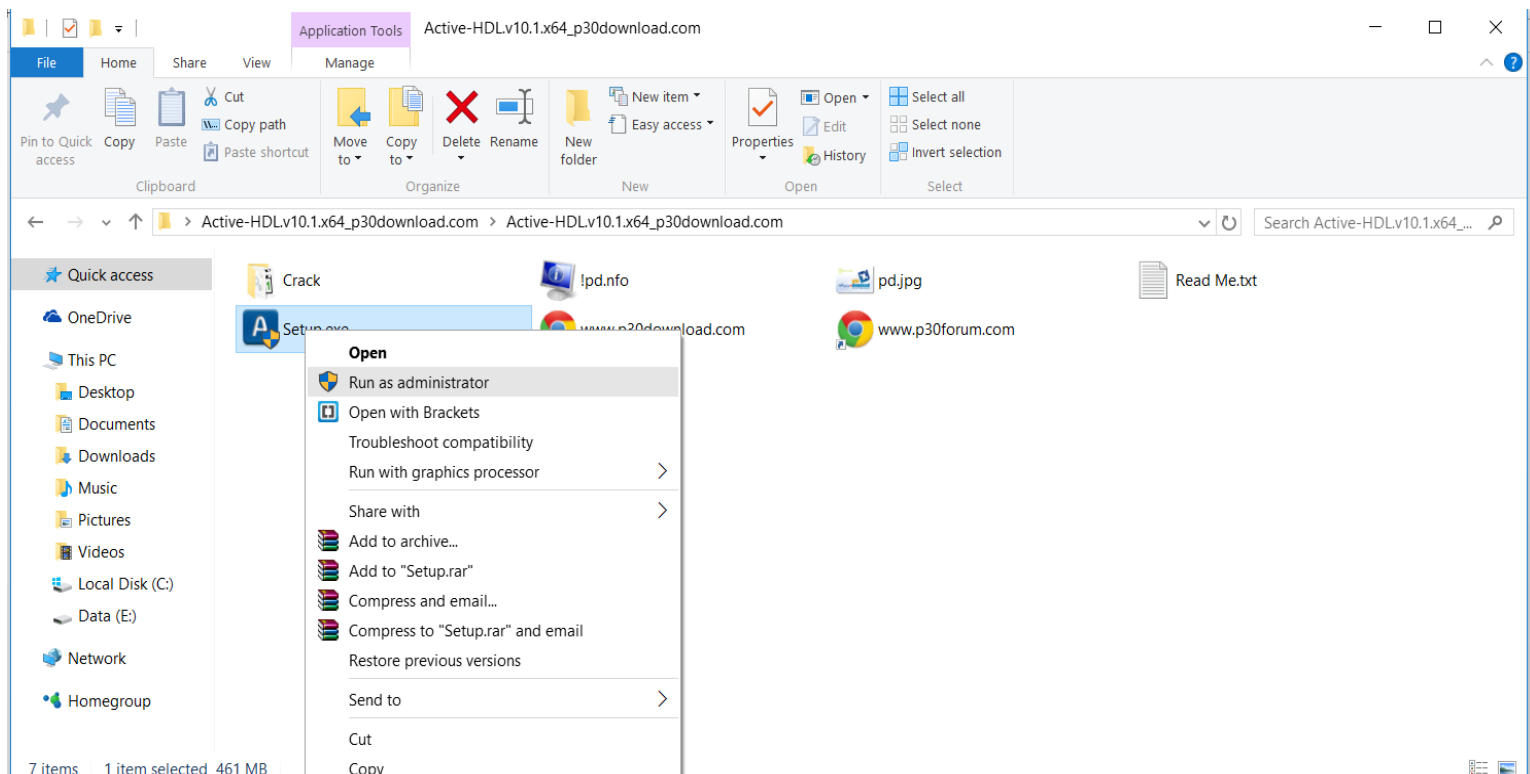 Application Tools
Active-HDL.v10.1.x64_p30download.com
File
Home
Share
View
Manage
Pin to Quick access
Copy
Paste
Cut
Copy path
Paste shortcut
Clipboard
Move to
Copy to
Delete
Rename
Organize
New folder
New item
Easy access
New
Properties
Open
Edit
History
Open
Select all
Select none
Invert selection
Select
Active-HDL.v10.1.x64_p30download.com > Active-HDL.v10.1.x64_p30download.com
Search Active-HDL.v10.1.x64_...
Quick access
OneDrive
This PC
Desktop
Documents
Downloads
Music
Pictures
Videos
Local Disk (C:)
Data (E:)
Network
Homegroup
Crack
!pd.nfo
pd.jpg
Read Me.txt
Setup.exe
www.p30download.com
www.p30forum.com
Open
Run as administrator
Open with Brackets
Troubleshoot compatibility
Run with graphics processor
Share with
Add to archive...
Add to "Setup.rar"
Compress and email...
Compress to "Setup.rar" and email
Restore previous versions
Send to
Cut
Copy
7 items
1 item selected 461 MB